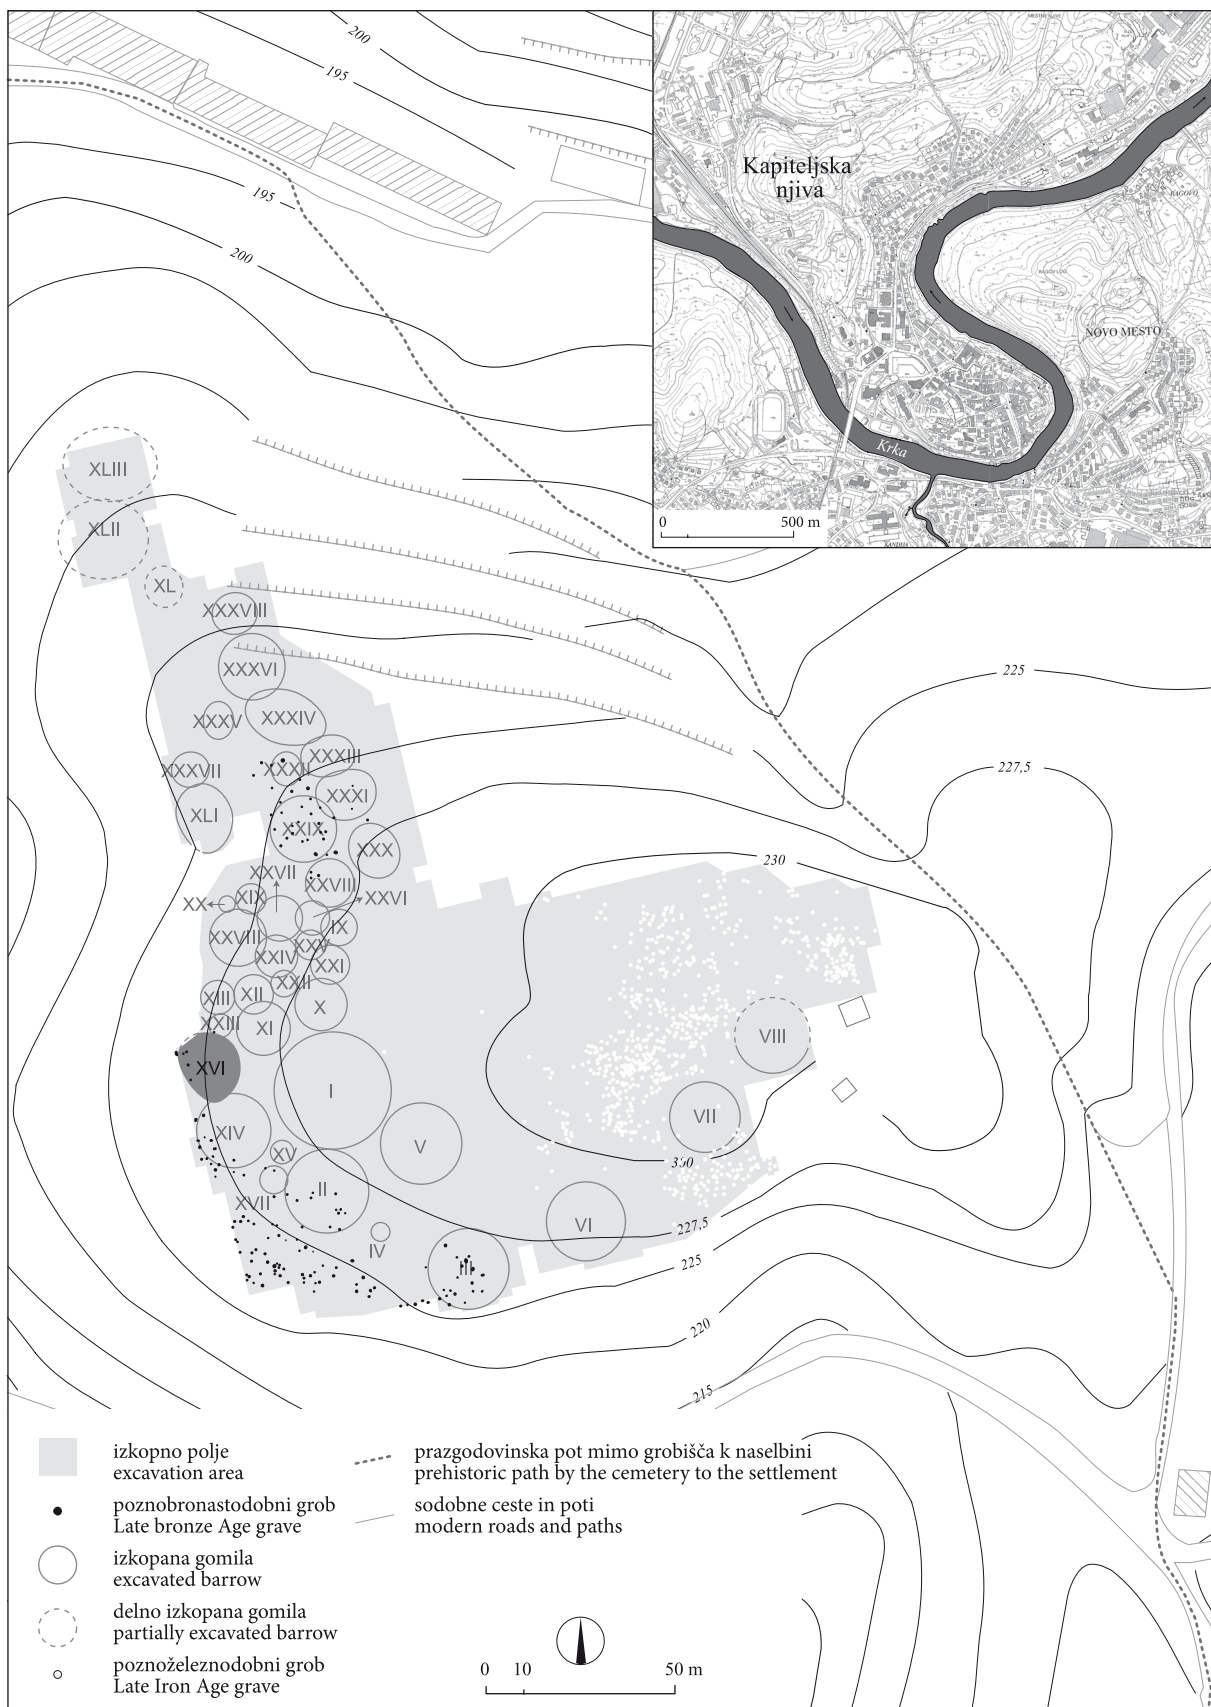 200
195
195
200
Kapiteljska
njiva
RAGOVO
RAGOV LOG
NOVO MESTO
Krka
KANDIJA
0 500 m
XLIII
XLII
XL
XXXVIII
XXXVI
225
XXXV
XXXIV
XXXIII
XXXII
XXXVII
227,5
XXXI
XLI
XXIX
XXX
230
XXVII
XXVIII
XX
XIX
XXVI
IX
XXVIII
XXV
XXIV
XXI
XXII
XIII
XII
X
XXIII
XI
VIII
XVI
I
VII
XIV
V
XV
II
XVII
VI
227,5
IV
III
225
220
215
izkopno polje
excavation area
poznobronastodobni grob
Late bronze Age grave
izkopana gomila
excavated barrow
delno izkopana gomila
partially excavated barrow
poznoželeznodobni grob
Late Iron Age grave
prazgodovinska pot mimo grobišča k naselbini
prehistoric path by the cemetery to the settlement
sodobne ceste in poti
modern roads and paths
0 10 50 m